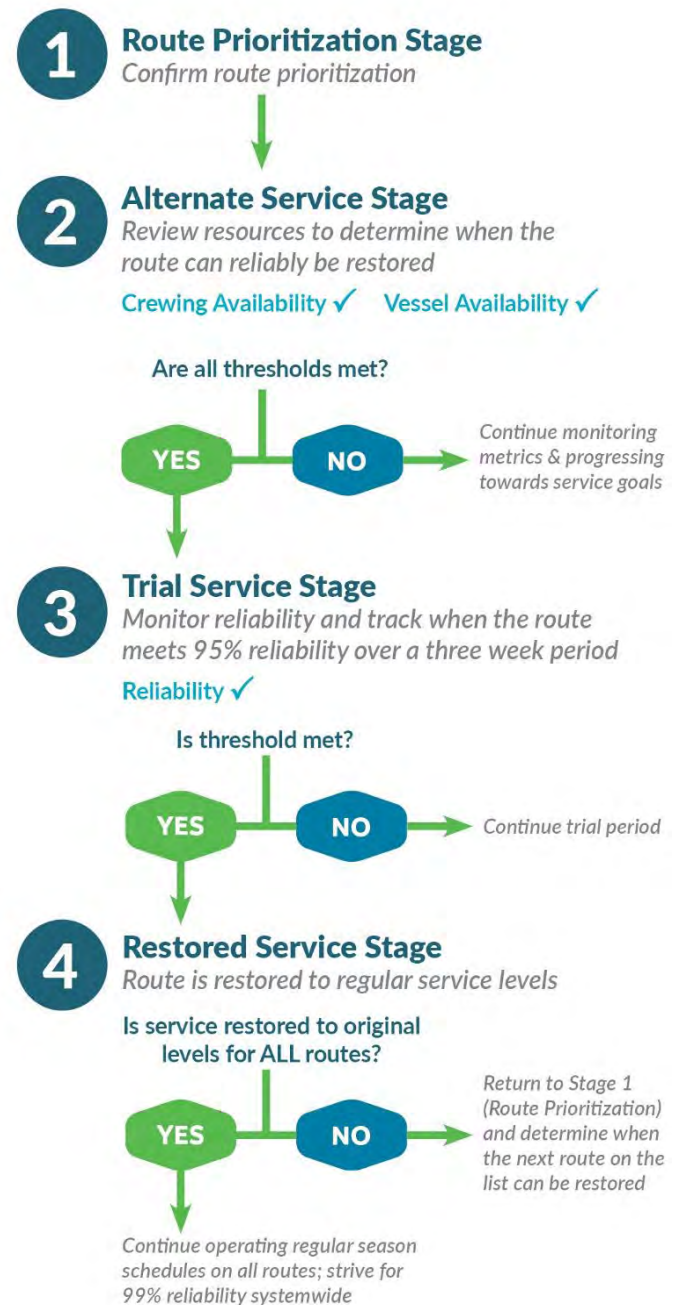 1
Route Prioritization Stage
Confirm route prioritization
2
Alternate Service Stage
Review resources to determine when the
route can reliably be restored
Crewing Availability ✓ Vessel Availability ✓
Are all thresholds met?
YES
NO
Continue monitoring
metrics & progressing
towards service goals
3
Trial Service Stage
Monitor reliability and track when the route
meets 95% reliability over a three week period
Reliability ✓
Is threshold met?
YES
NO
Continue trial period
4
Restored Service Stage
Route is restored to regular service levels
Is service restored to original
levels for ALL routes?
YES
NO
Return to Stage 1
(Route Prioritization)
and determine when
the next route on the
list can be restored
Continue operating regular season
schedules on all routes; strive for
99% reliability systemwide